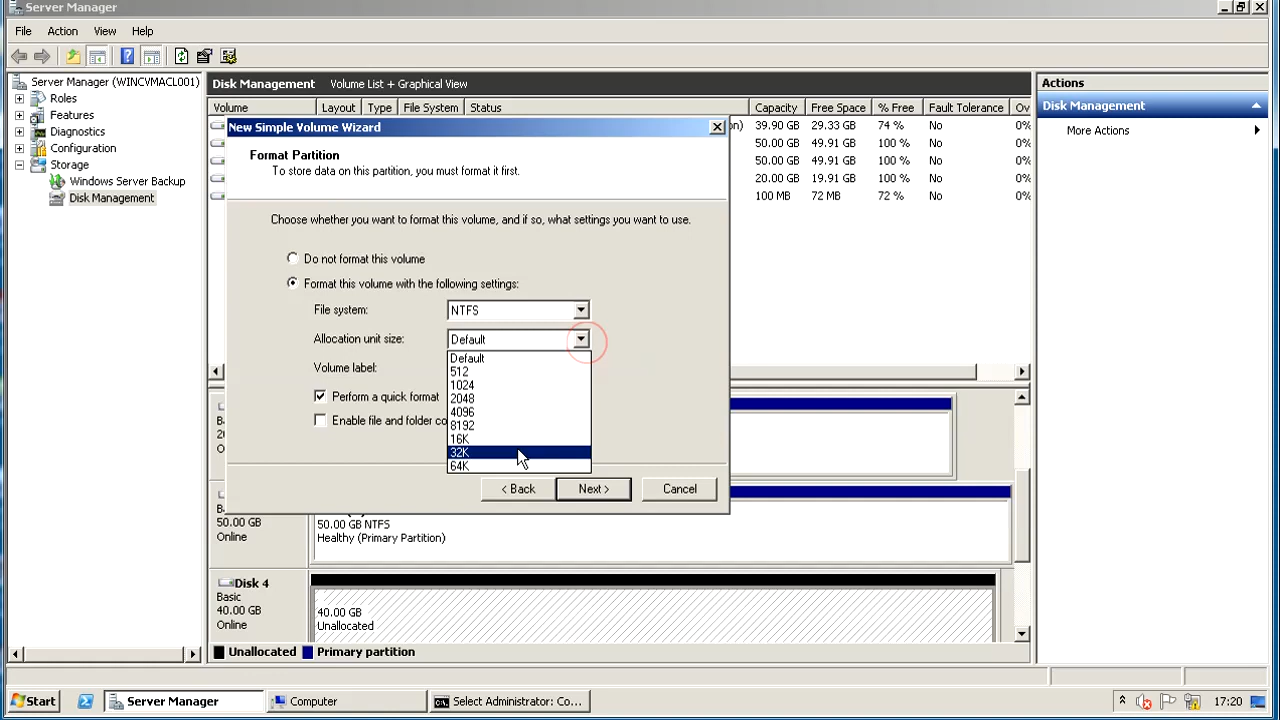 Server Manager
File Action View Help
Server Manager (WINCVMACL001)
Roles
Features
Diagnostics
Configuration
Storage
Windows Server Backup
Disk Management
Disk Management Volume List + Graphical View
Volume Layout Type File System Status Capacity Free Space % Free Fault Tolerance Ov
on) 39.90 GB 29.33 GB 74 % No 0%
50.00 GB 49.91 GB 100 % No 0%
50.00 GB 49.91 GB 100 % No 0%
20.00 GB 19.91 GB 100 % No 0%
100 MB 72 MB 72 % No 0%
Actions
Disk Management
More Actions
New Simple Volume Wizard
Format Partition
To store data on this partition, you must format it first.
Choose whether you want to format this volume, and if so, what settings you want to use.
Do not format this volume
Format this volume with the following settings:
File system: NTFS
Allocation unit size: Default
Volume label:
Perform a quick format
Enable file and folder co
Default
512
1024
2048
4096
8192
16K
32K
64K
< Back Next > Cancel
Ba
20
O
Ba
50.00 GB
Online
50.00 GB NTFS
Healthy (Primary Partition)
Disk 4
Basic
40.00 GB
Online
40.00 GB
Unallocated
Unallocated Primary partition
Start Server Manager Computer Select Administrator: Co... 17:20